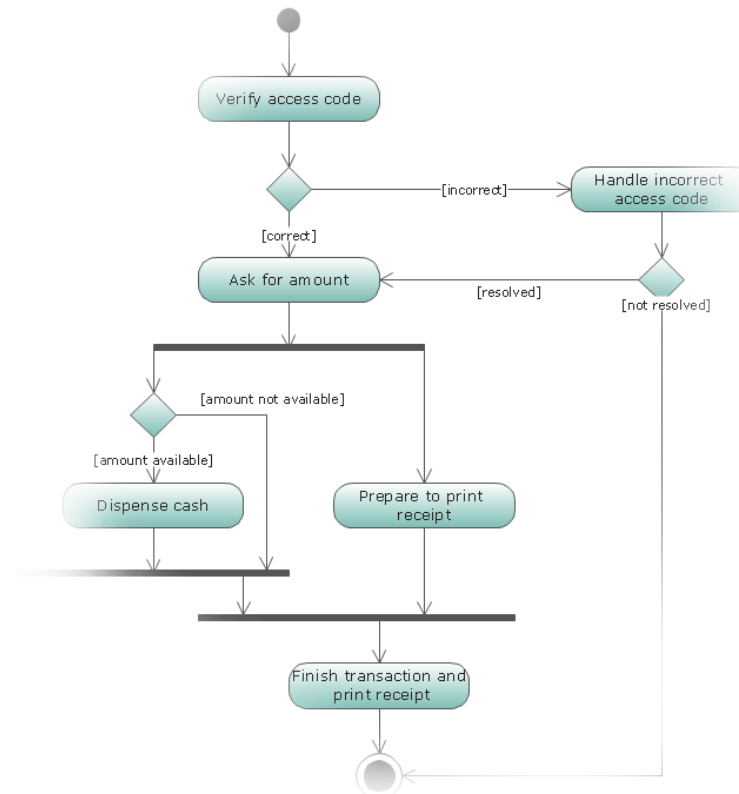 Verify access code
[incorrect]
Handle incorrect
access code
[correct]
Ask for amount
[resolved]
[not resolved]
[amount not available]
[amount available]
Dispense cash
Prepare to print
receipt
Finish transaction and
print receipt